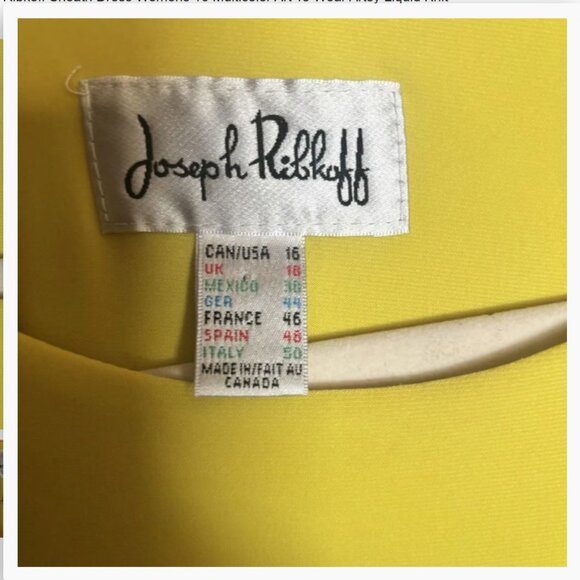 Joseph Ribkoff
CAN/USA 16
UK 18
MEXICO
GER 44
FRANCE 46
SPAIN 48
ITALY 50
MADE IN/FAIT AU
CANADA